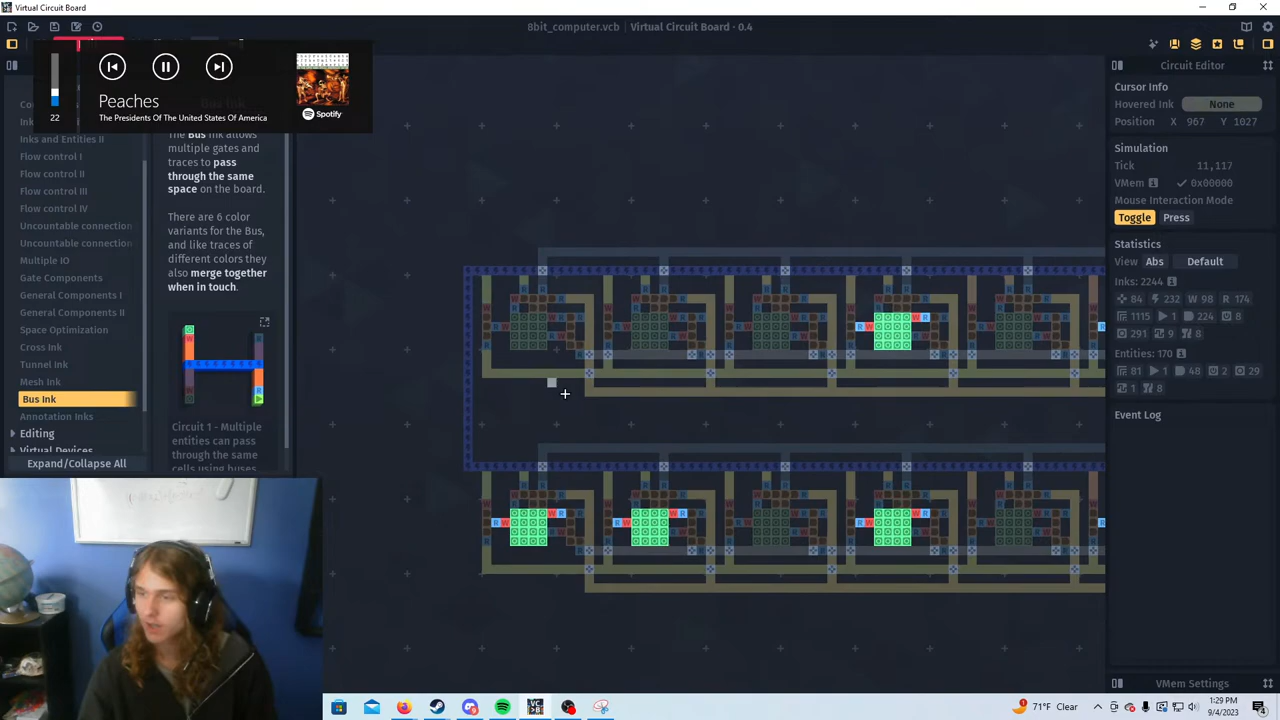 Virtual Circuit Board
8bit_computer.vcb | Virtual Circuit Board - 0.4
Peaches
The Presidents Of The United States Of America
Spotify
22
Inks and Entities II
Flow control I
Flow control II
Flow control III
Flow control IV
Uncountable connection
Uncountable connection
Multiple IO
Gate Components
General Components I
General Components II
Space Optimization
Cross Ink
Tunnel Ink
Mesh Ink
Bus Ink
Annotation Inks
Editing
Virtual Devices
Expand/Collapse All
Bus Ink
The Bus Ink allows
multiple gates and
traces to pass
through the same
space on the board.
There are 6 color
variants for the Bus,
and like traces of
different colors they
also merge together
when in touch.
Circuit 1 - Multiple
entities can pass
through the same
cells using buses
Circuit Editor
Cursor Info
Hovered Ink None
Position X 967 Y 1027
Simulation
Tick 11,117
VMem 0x00000
Mouse Interaction Mode
Toggle Press
Statistics
View Abs Default
Inks: 2244
84 232 W 98 R 174
1115 1 224 8
291 9 8
Entities: 170
81 1 48 2 29
1 8
Event Log
VMem Settings
71°F Clear
1:29 PM
9/4/2023
4